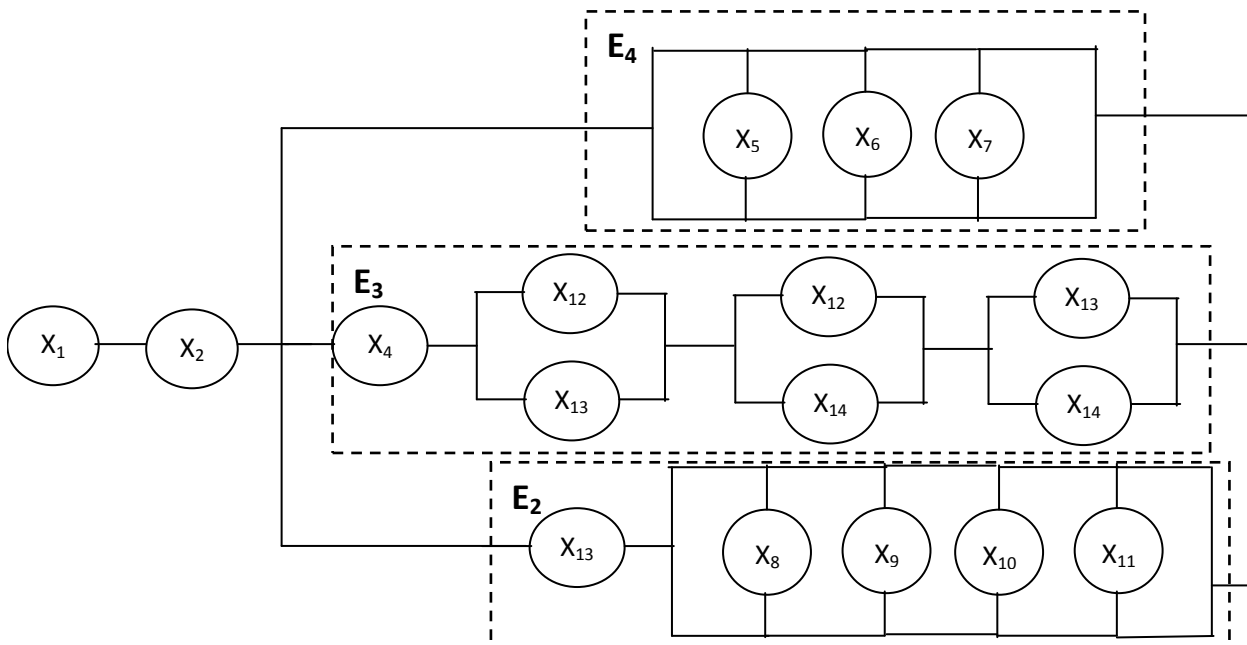 E₄
X₅ X₆ X₇
E₃
X₁ X₂ X₄ X₁₂ X₁₂ X₁₃
X₁₃ X₁₄ X₁₄
E₂
X₁₃ X₈ X₉ X₁₀ X₁₁